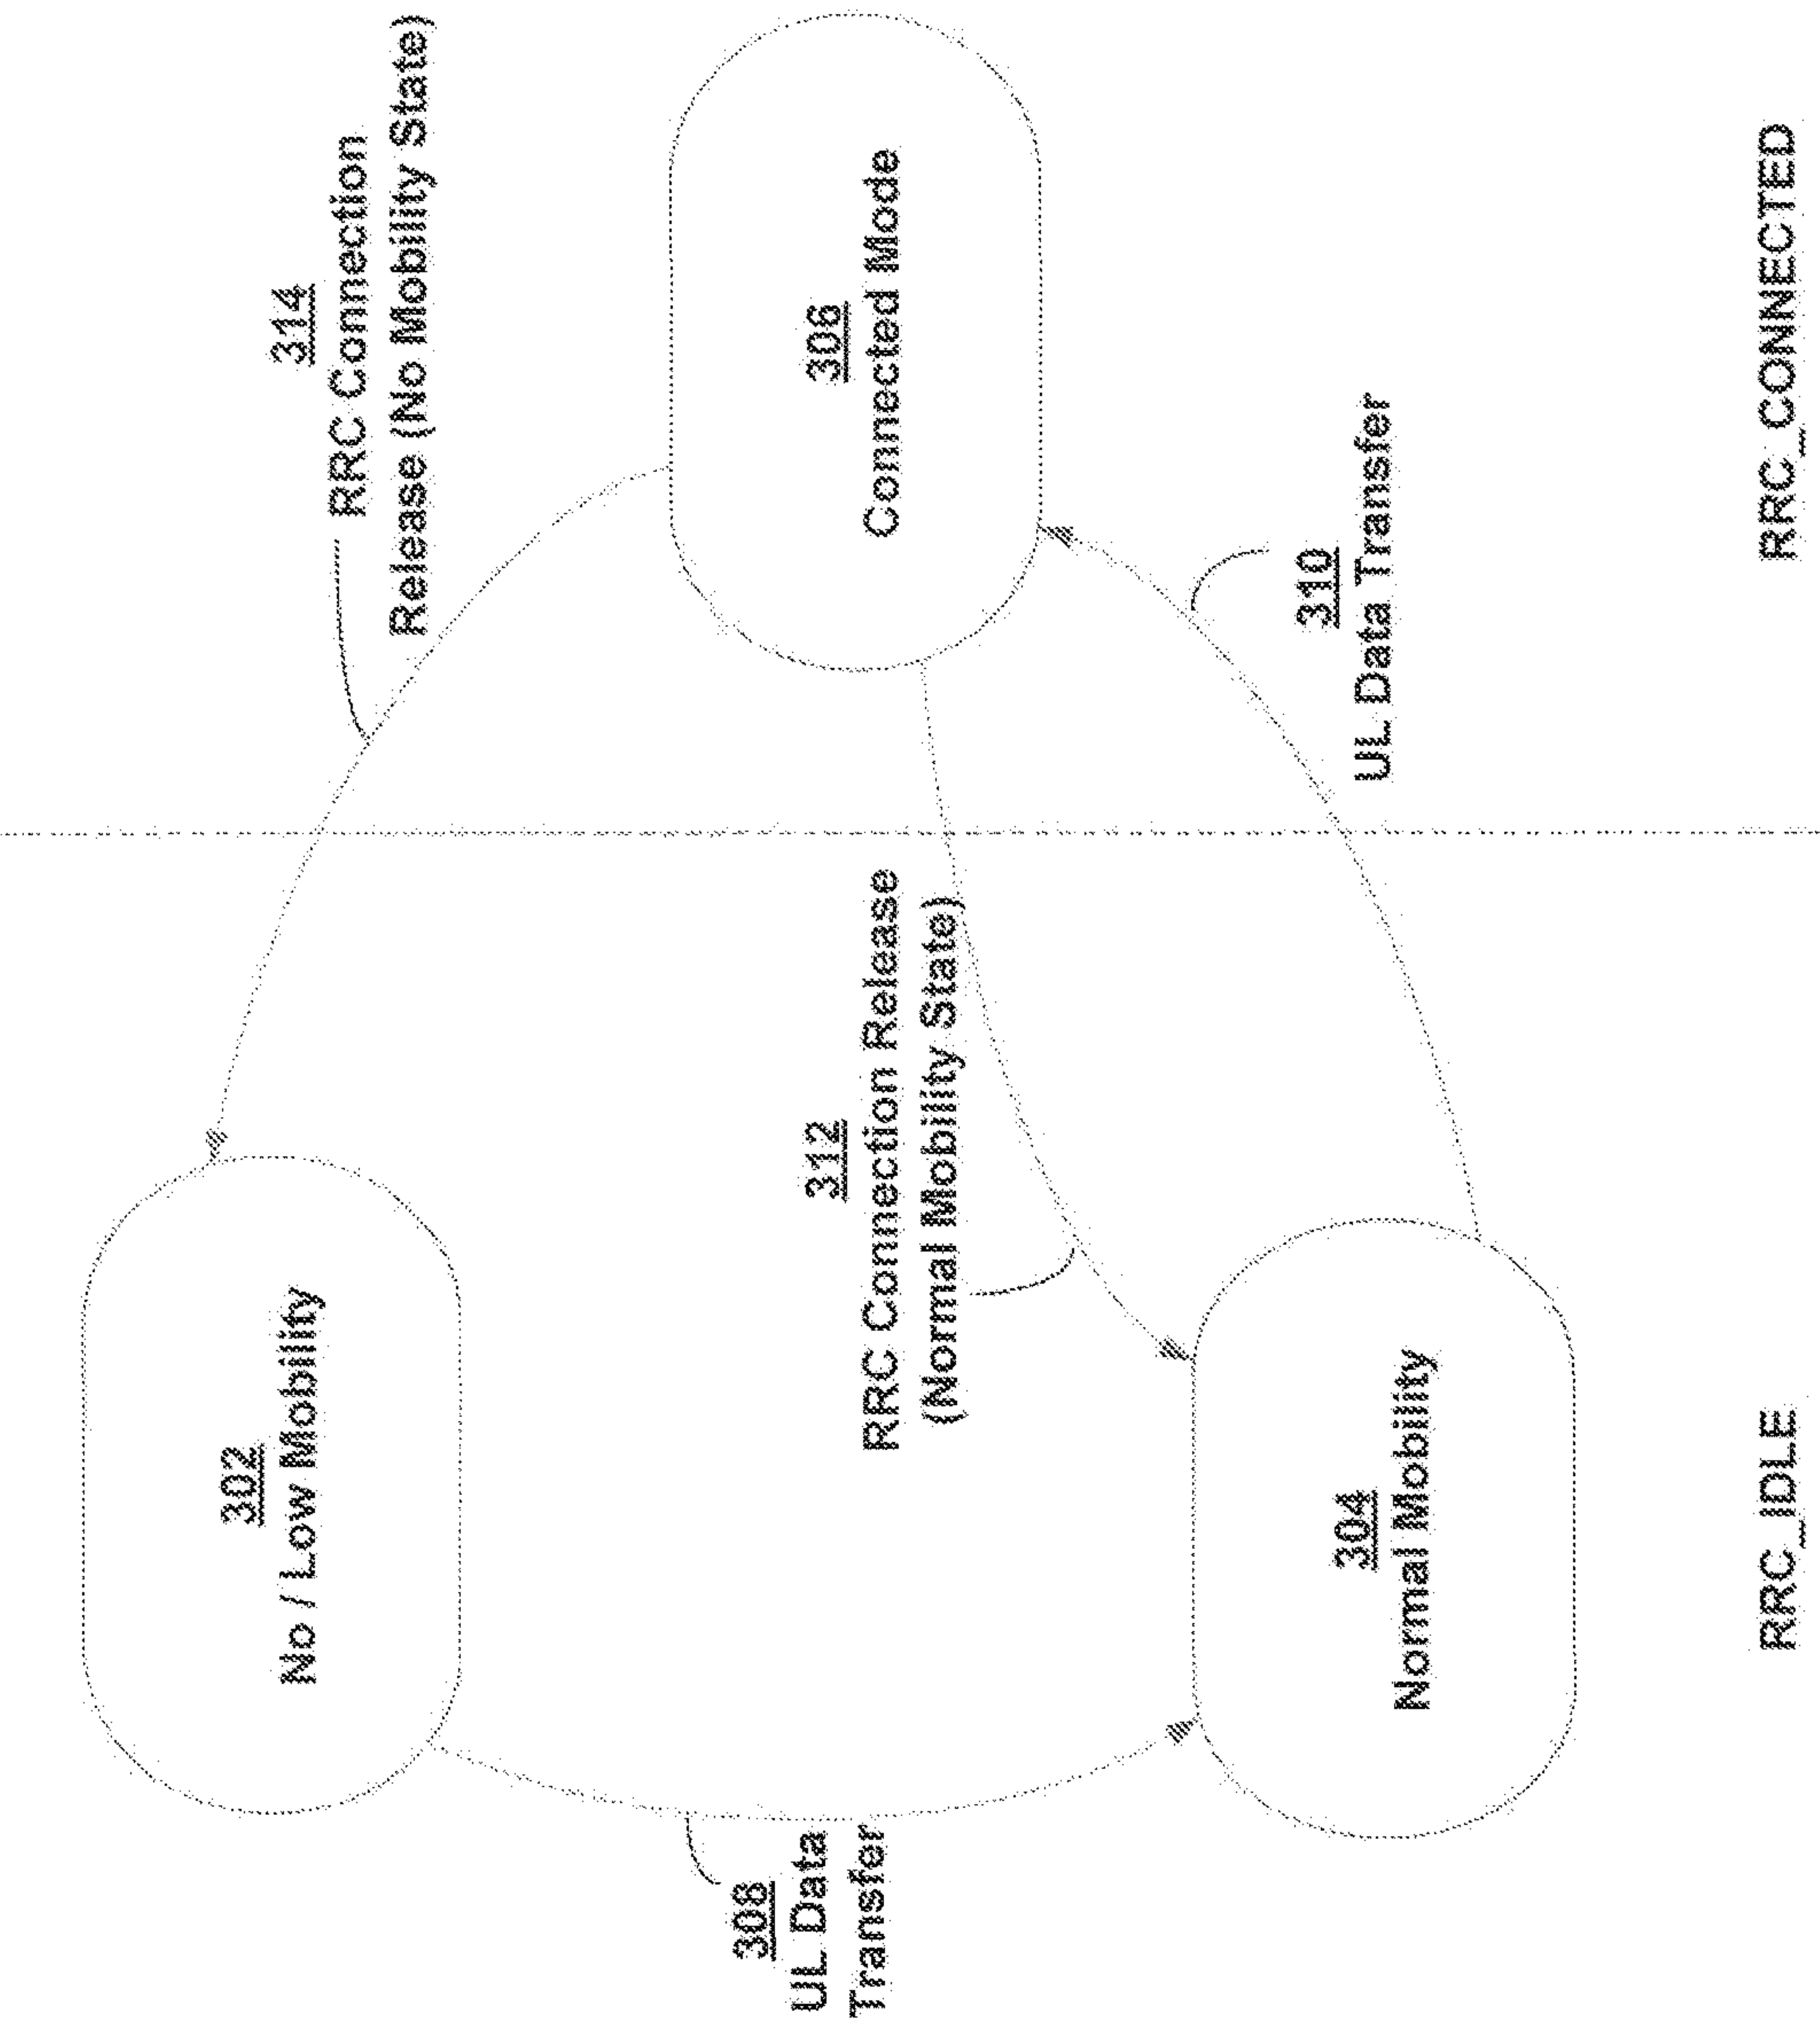 302
No / Low Mobility
314
RRC Connection
Release (No Mobility State)
308
UL Data
Transfer
312
RRC Connection Release
(Normal Mobility State)
306
Connected Mode
304
Normal Mobility
310
UL Data Transfer
RRC_IDLE
RRC_CONNECTED